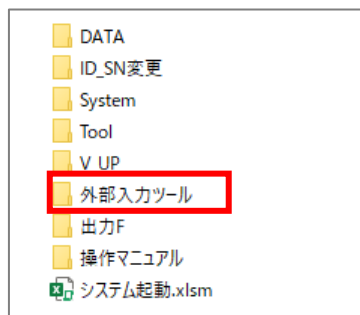 DATA
ID_SN変更
System
Tool
V_UP
外部入力ツール
出力F
操作マニュアル
システム起動.xlsm